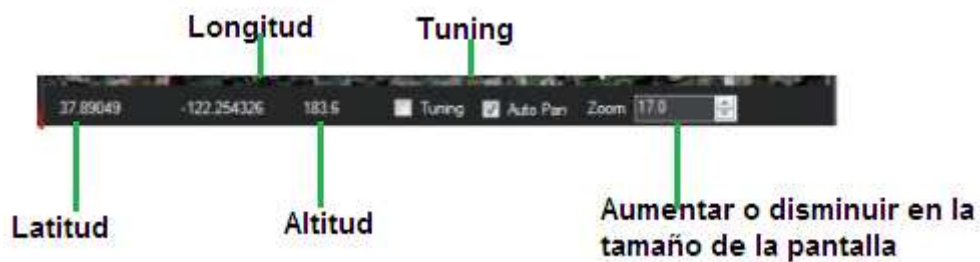 Longitud Tuning
37.89049 -122.254326 183.6 Tuning Auto Pan Zoom 17.0
Latitud Altitud Aumentar o disminuir en la
tamaño de la pantalla